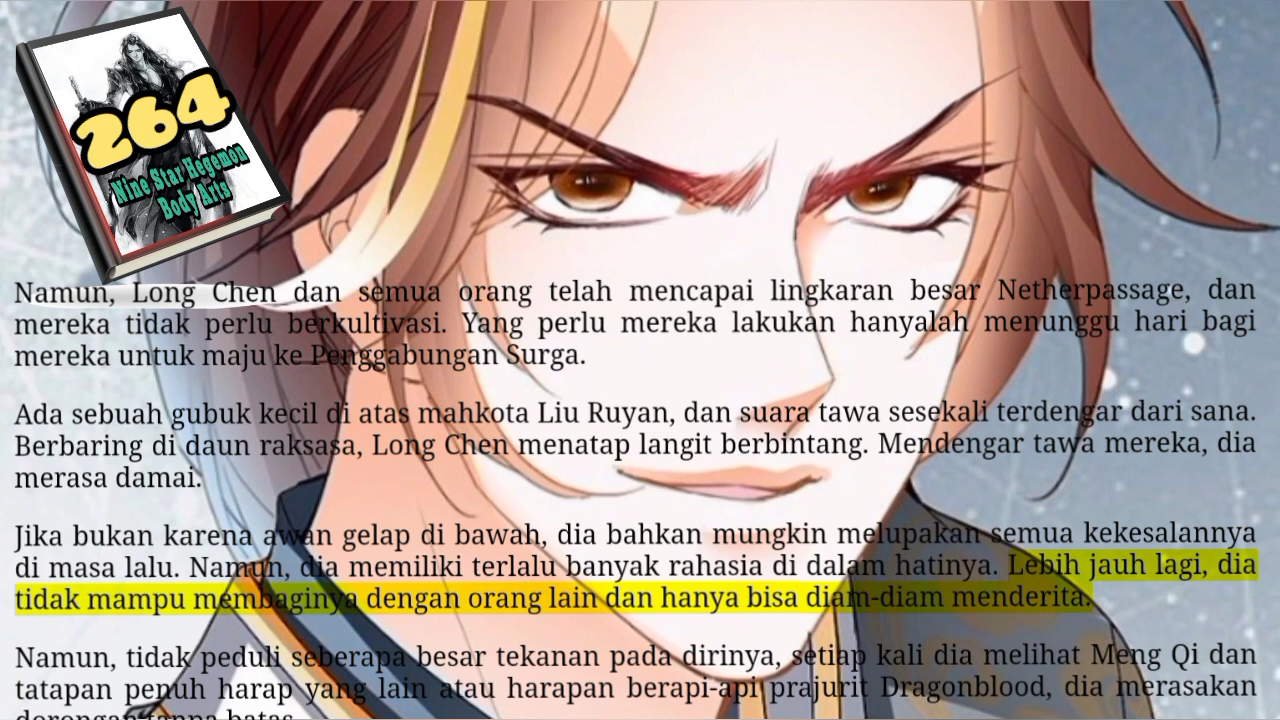 264
Nine Star Hegemon
Body Arts
Namun, Long Chen dan semua orang telah mencapai lingkaran besar Netherpassage, dan
mereka tidak perlu berkultivasi. Yang perlu mereka lakukan hanyalah menunggu hari bagi
mereka untuk maju ke Penggabungan Surga.
Ada sebuah gubuk kecil di atas mahkota Liu Ruyan, dan suara tawa sesekali terdengar dari sana.
Berbaring di daun raksasa, Long Chen menatap langit berbintang. Mendengar tawa mereka, dia
merasa damai.
Jika bukan karena awan gelap di bawah, dia bahkan mungkin melupakan semua kekesalannya
di masa lalu. Namun, dia memiliki terlalu banyak rahasia di dalam hatinya. Lebih jauh lagi, dia
tidak mampu membaginya dengan orang lain dan hanya bisa diam-diam menderita.
Namun, tidak peduli seberapa besar tekanan pada dirinya, setiap kali dia melihat Meng Qi dan
tatapan penuh harap yang lain atau harapan berapi-api prajurit Dragonblood, dia merasakan
dorongan tanpa batas.